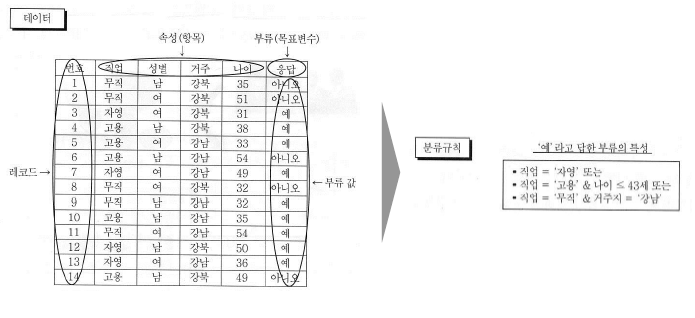 데이터
속성(항목) 부류(목표변수)
번호 직업 성별 거주 나이 응답
1 무직 남 강북 35 아니오
2 무직 여 강북 51 아니오
3 자영 여 강북 31 예
4 고용 남 강북 38 예
5 고용 여 강남 33 예
6 고용 남 강남 54 아니오
레코드 → 7 자영 여 강남 49 예
8 무직 여 강북 32 아니오 ← 부류 값
9 무직 남 강남 32 예
10 고용 남 강남 35 예
11 무직 여 강남 54 예
12 자영 남 강북 50 예
13 자영 여 강남 36 예
14 고용 남 강북 49 아니오
분류규칙
'예'라고 답한 부류의 특성
▪ 직업 = '자영' 또는
▪ 직업 = '고용' & 나이 ≤ 43세 또는
▪ 직업 = '무직' & 거주지 = '강남'